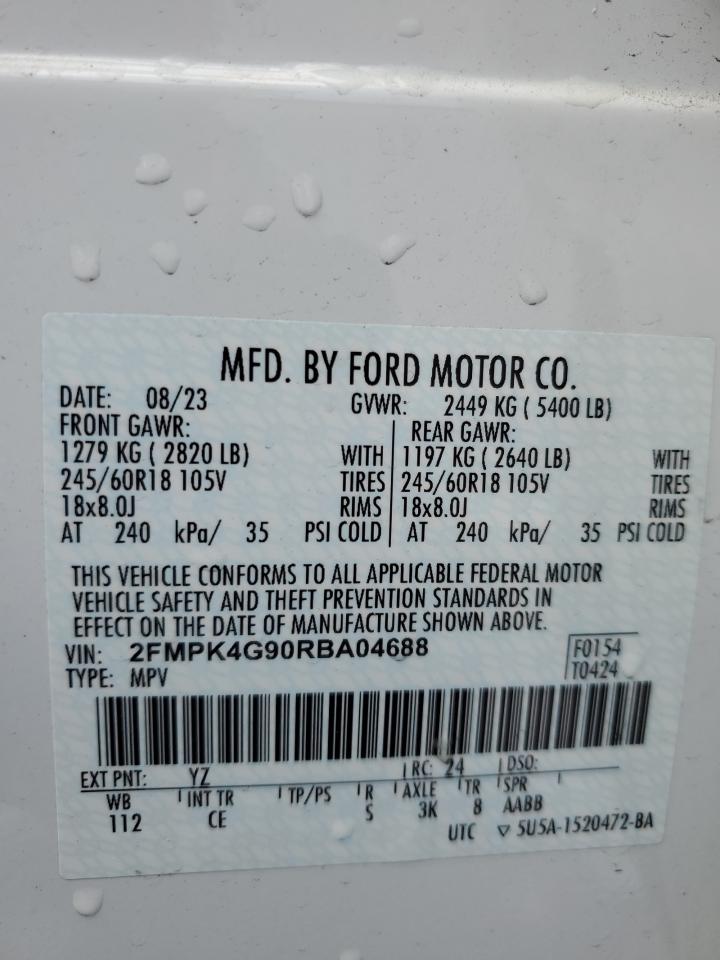 MFD. BY FORD MOTOR CO.
DATE: 08/23 GVWR: 2449 KG ( 5400 LB)
FRONT GAWR: REAR GAWR:
1279 KG ( 2820 LB) WITH 1197 KG ( 2640 LB) WITH
245/60R18 105V TIRES 245/60R18 105V TIRES
18x8.0J RIMS 18x8.0J RIMS
AT 240 kPa/ 35 PSI COLD AT 240 kPa/ 35 PSI COLD
THIS VEHICLE CONFORMS TO ALL APPLICABLE FEDERAL MOTOR
VEHICLE SAFETY AND THEFT PREVENTION STANDARDS IN
EFFECT ON THE DATE OF MANUFACTURE SHOWN ABOVE.
VIN: 2FMPK4G90RBA04688 F0154
TYPE: MPV T0424
EXT PNT: YZ RC: 24 DSO:
WB INT TR TP/PS R AXLE TR SPR
112 CE S 3K 8 AABB
UTC ▽ 5U5A-1520472-BA